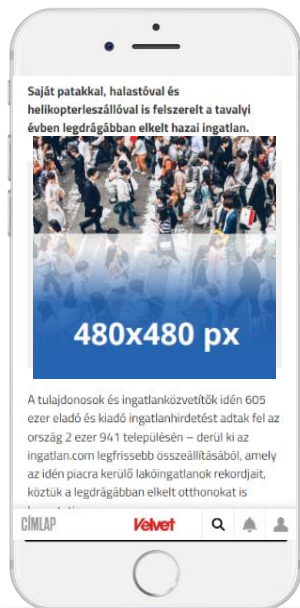 Saját patakkal, halastóval és
helikopterleszállóval is felszerelt a tavalyi
évben legdrágábban elkelt hazai ingatlan.
480x480 px
A tulajdonosok és ingatlanközvetítők idén 605
ezer eladó és kiadó ingatlanhirdetést adtak fel az
ország 2 ezer 941 településén – derül ki az
ingatlan.com legfrissebb összeállításából, amely
az idén piacra kerülő lakóingatlanok rekordjait,
köztük a legdrágábban elkelt otthonokat is
CÍMLAP
Velvet